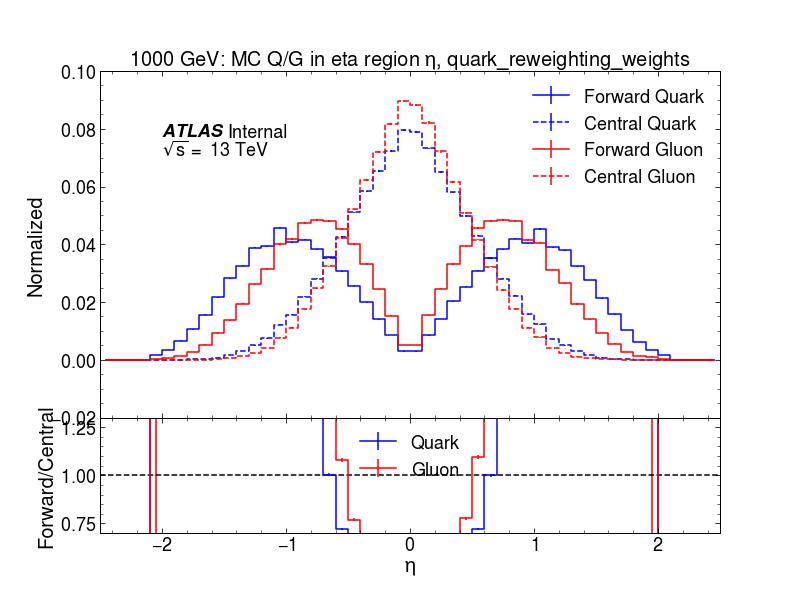 1000 GeV: MC Q/G in eta region η, quark_reweighting_weights
0.10
0.08
0.06
0.04
0.02
0.00
−0.02
Normalized
ATLAS Internal
√s = 13 TeV
Forward Quark
Central Quark
Forward Gluon
Central Gluon
Forward/Central
1.25
1.00
0.75
Quark
Gluon
−2 −1 0 1 2
η